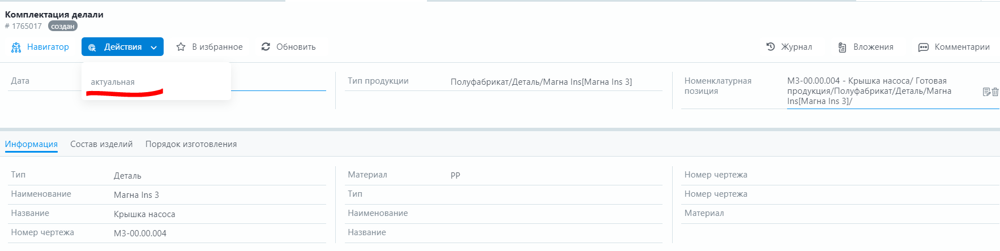 Комплектация делали
# 1765017 создан
Навигатор Действия В избранное Обновить Журнал Вложения Комментарии
актуальная
Дата
Тип продукции Полуфабрикат/Деталь/Магна Ins[Магна Ins 3]
Номенклатурная
позиция
М3-00.00.004 - Крышка насоса/ Готовая
продукция/Полуфабрикат/Деталь/Магна
Ins[Магна Ins 3]/
Информация Состав изделий Порядок изготовления
Тип Деталь
Наименование Магна Ins 3
Название Крышка насоса
Номер чертежа М3-00.00.004
Материал PP
Тип
Наименование
Название
Номер чертежа
Номер чертежа
Материал